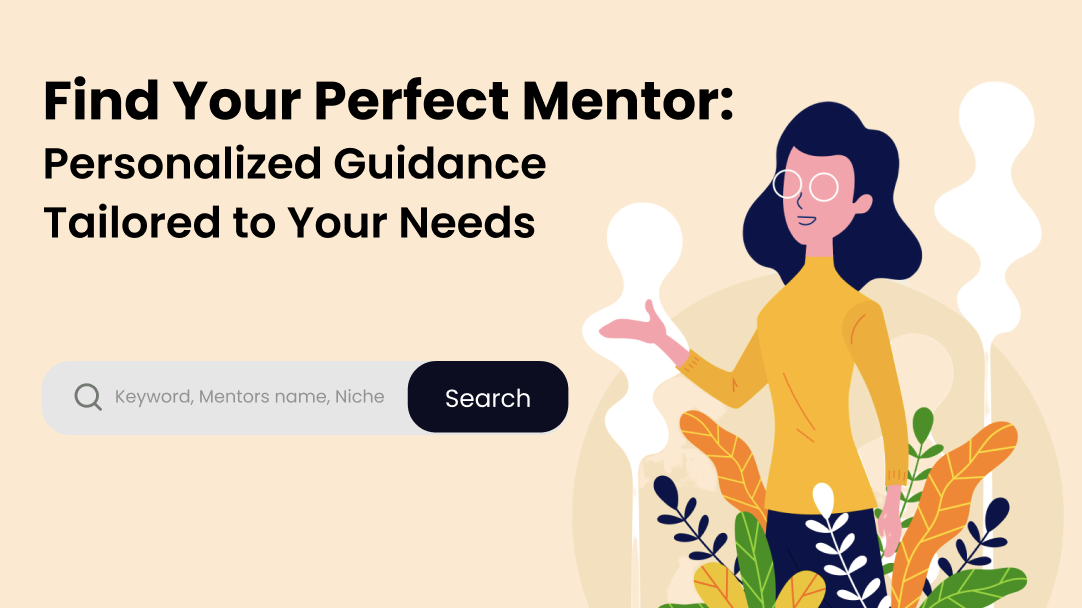 Find Your Perfect Mentor:
Personalized Guidance
Tailored to Your Needs
Keyword, Mentors name, Niche
Search